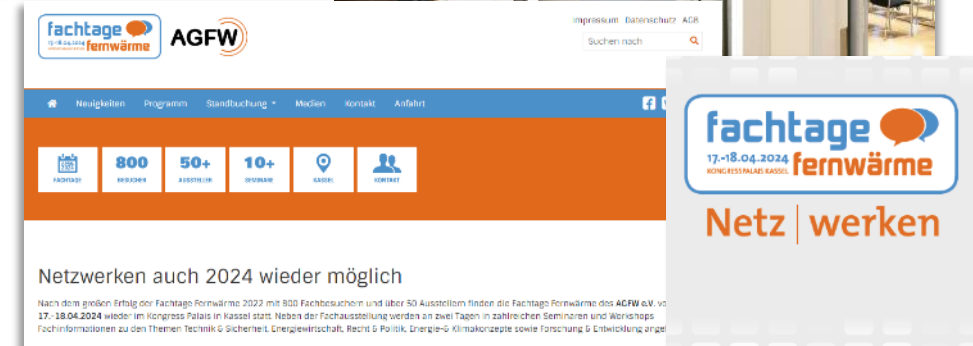 fachtage
17.-18.04.2024 fernwärme
AGFW
Impressum Datenschutz AGB
Suchen nach
Neuigkeiten Programm Standbuchung Medien Kontakt Anfahrt
FACHTAGE
800
BESUCHER
50+
AUSSTELLER
10+
SEMINARE
KASSEL
KONTAKT
fachtage
17.-18.04.2024
KONGRESSPALAIS KASSEL
fernwärme
Netz | werken
Netzwerken auch 2024 wieder möglich
Nach dem großen Erfolg der Fachtage Fernwärme 2022 mit 800 Fachbesuchern und über 50 Ausstellern finden die Fachtage Fernwärme des AGFW e.V.
17.-18.04.2024 wieder im Kongress Palais in Kassel statt. Neben der Fachausstellung werden an zwei Tagen in zahlreichen Seminaren und Workshops
Fachinformationen zu den Themen Technik & Sicherheit, Energiewirtschaft, Recht & Politik, Energie-& Klimakonzepte sowie Forschung & Entwicklung